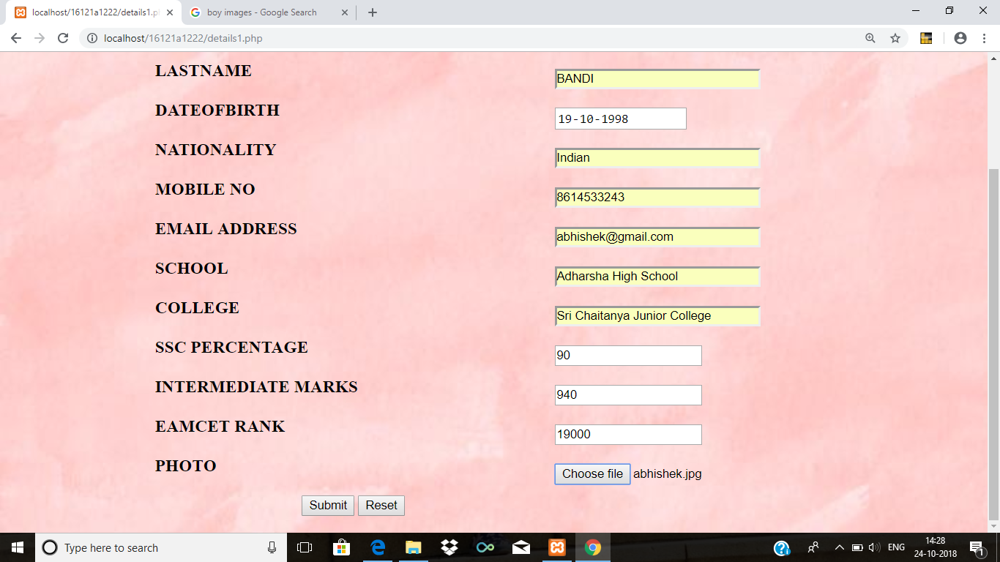 localhost/16121a1222/details1.p
boy images - Google Search
localhost/16121a1222/details1.php
LASTNAME BANDI
DATEOFBIRTH 19-10-1998
NATIONALITY Indian
MOBILE NO 8614533243
EMAIL ADDRESS abhishek@gmail.com
SCHOOL Adharsha High School
COLLEGE Sri Chaitanya Junior College
SSC PERCENTAGE 90
INTERMEDIATE MARKS 940
EAMCET RANK 19000
PHOTO Choose file abhishek.jpg
Submit Reset
Type here to search
ENG
14:28
24-10-2018
1